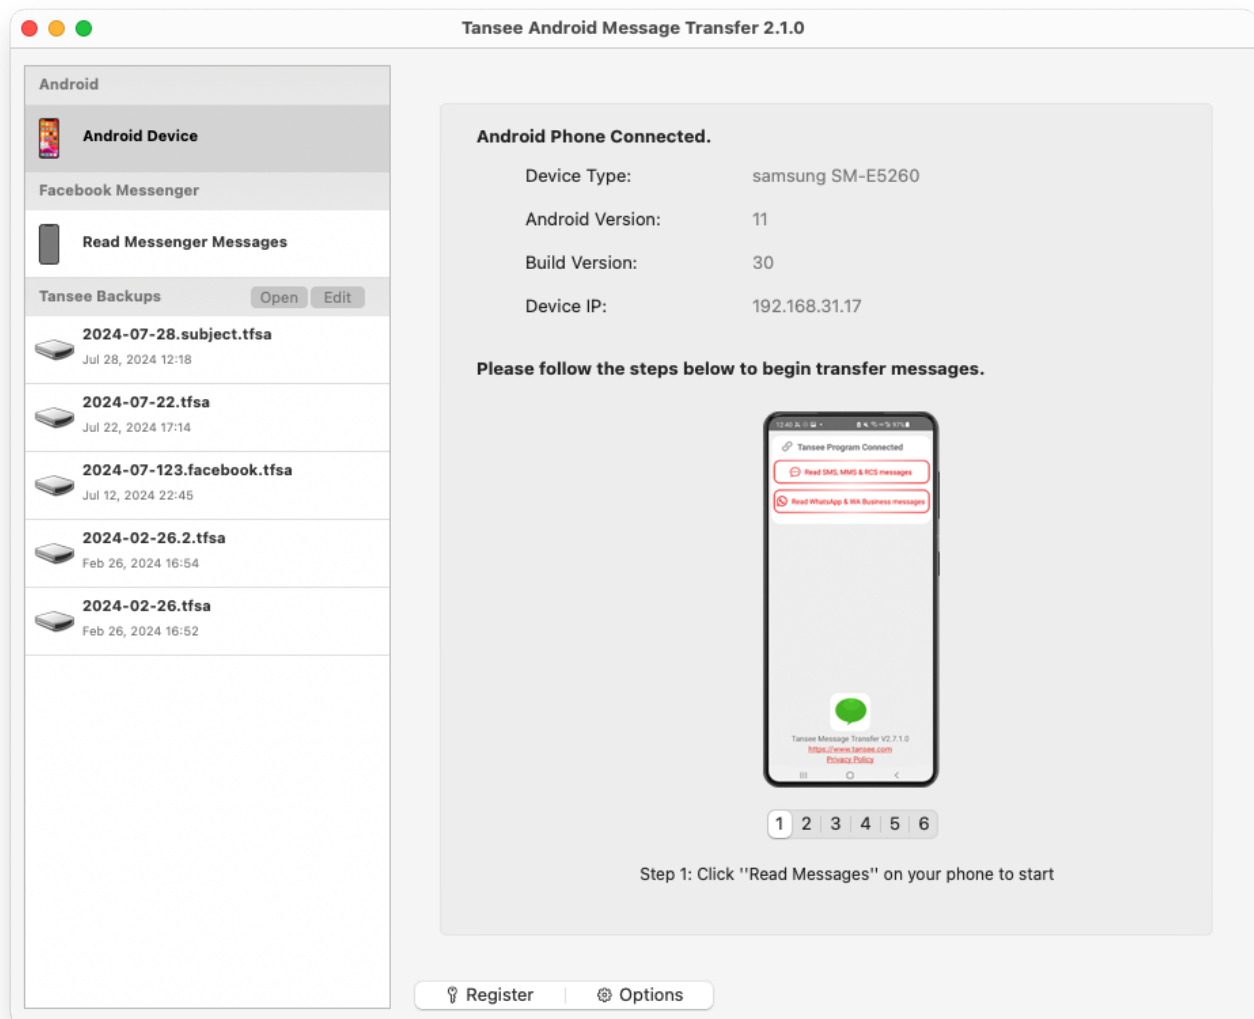 Tansee Android Message Transfer 2.1.0
Android
Android Device
Facebook Messenger
Read Messenger Messages
Tansee Backups Open Edit
2024-07-28.subject.tfsa
Jul 28, 2024 12:18
2024-07-22.tfsa
Jul 22, 2024 17:14
2024-07-123.facebook.tfsa
Jul 12, 2024 22:45
2024-02-26.2.tfsa
Feb 26, 2024 16:54
2024-02-26.tfsa
Feb 26, 2024 16:52
Android Phone Connected.
Device Type: samsung SM-E5260
Android Version: 11
Build Version: 30
Device IP: 192.168.31.17
Please follow the steps below to begin transfer messages.
12:40 97%
Tansee Program Connected
Read SMS, MMS & RCS messages
Read WhatsApp & WA Business messages
Tansee Message Transfer V2.7.1.0
https://www.tansee.com
Privacy Policy
1 2 3 4 5 6
Step 1: Click ''Read Messages'' on your phone to start
Register Options